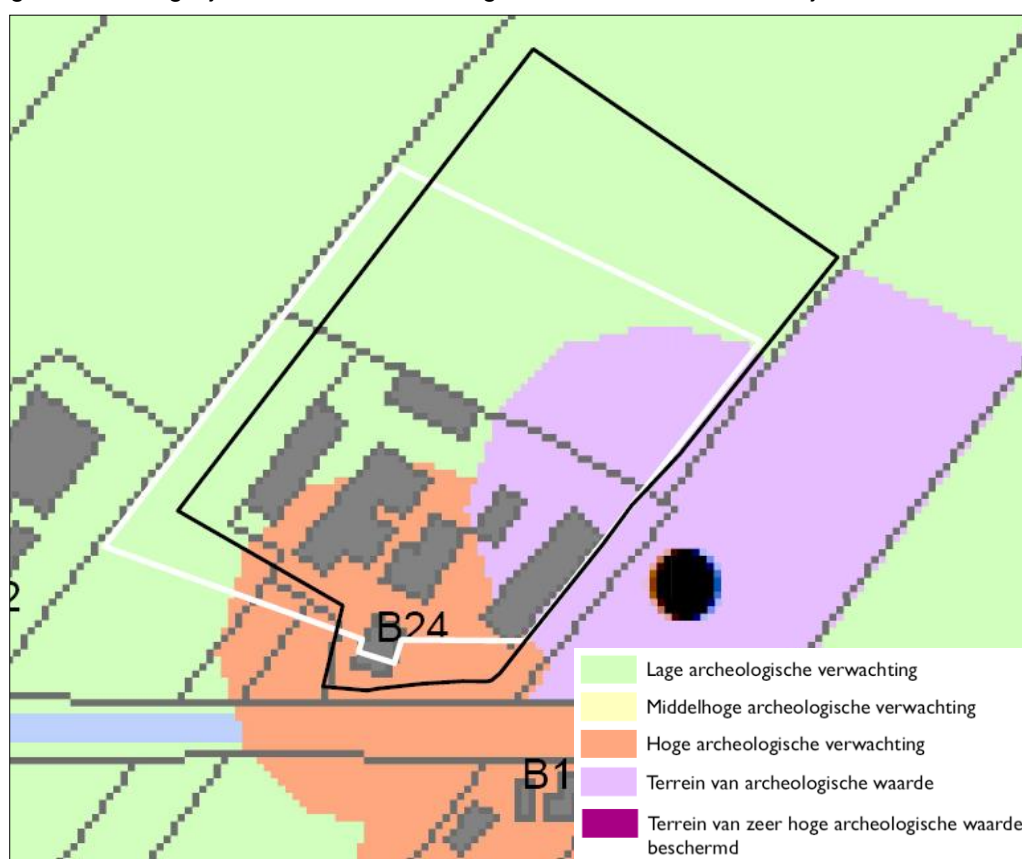 B24
2
B1
Lage archeologische verwachting
Middelhoge archeologische verwachting
Hoge archeologische verwachting
Terrein van archeologische waarde
Terrein van zeer hoge archeologische waarde
beschermd